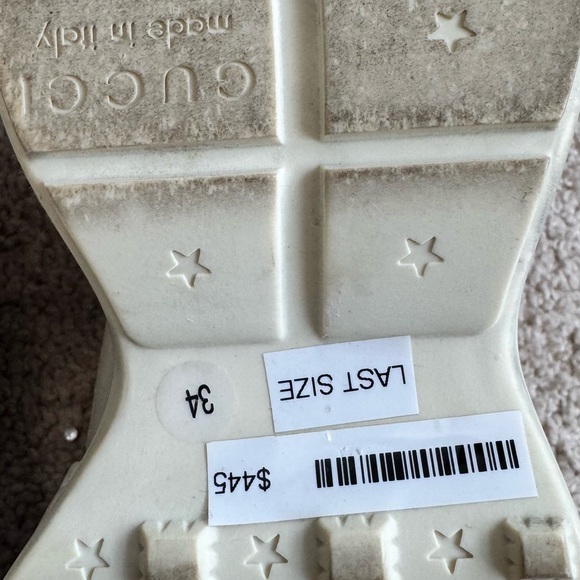 $445
34
LAST SIZE
GUCCI
made in italy